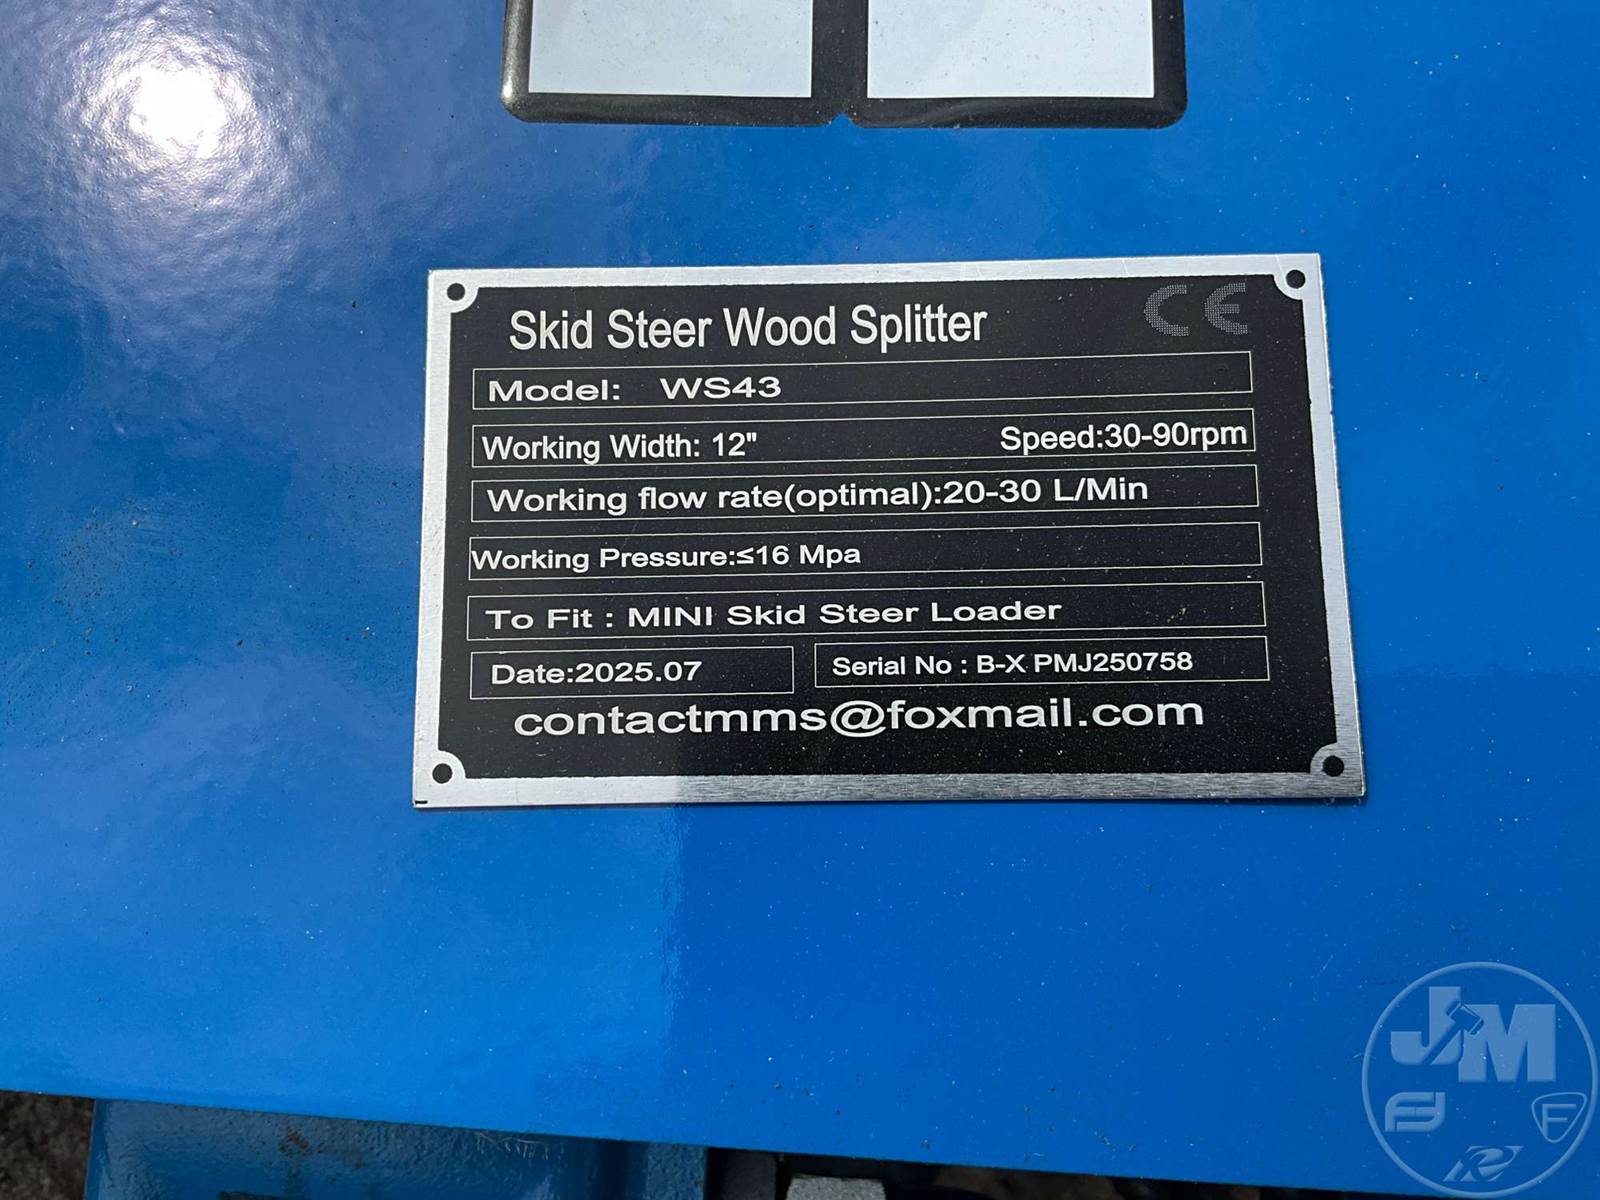 Skid Steer Wood Splitter CE
Model: WS43
Working Width: 12" Speed:30-90rpm
Working flow rate(optimal):20-30 L/Min
Working Pressure:≤16 Mpa
To Fit : MINI Skid Steer Loader
Date:2025.07 Serial No : B-X PMJ250758
contactmms@foxmail.com
JM
F